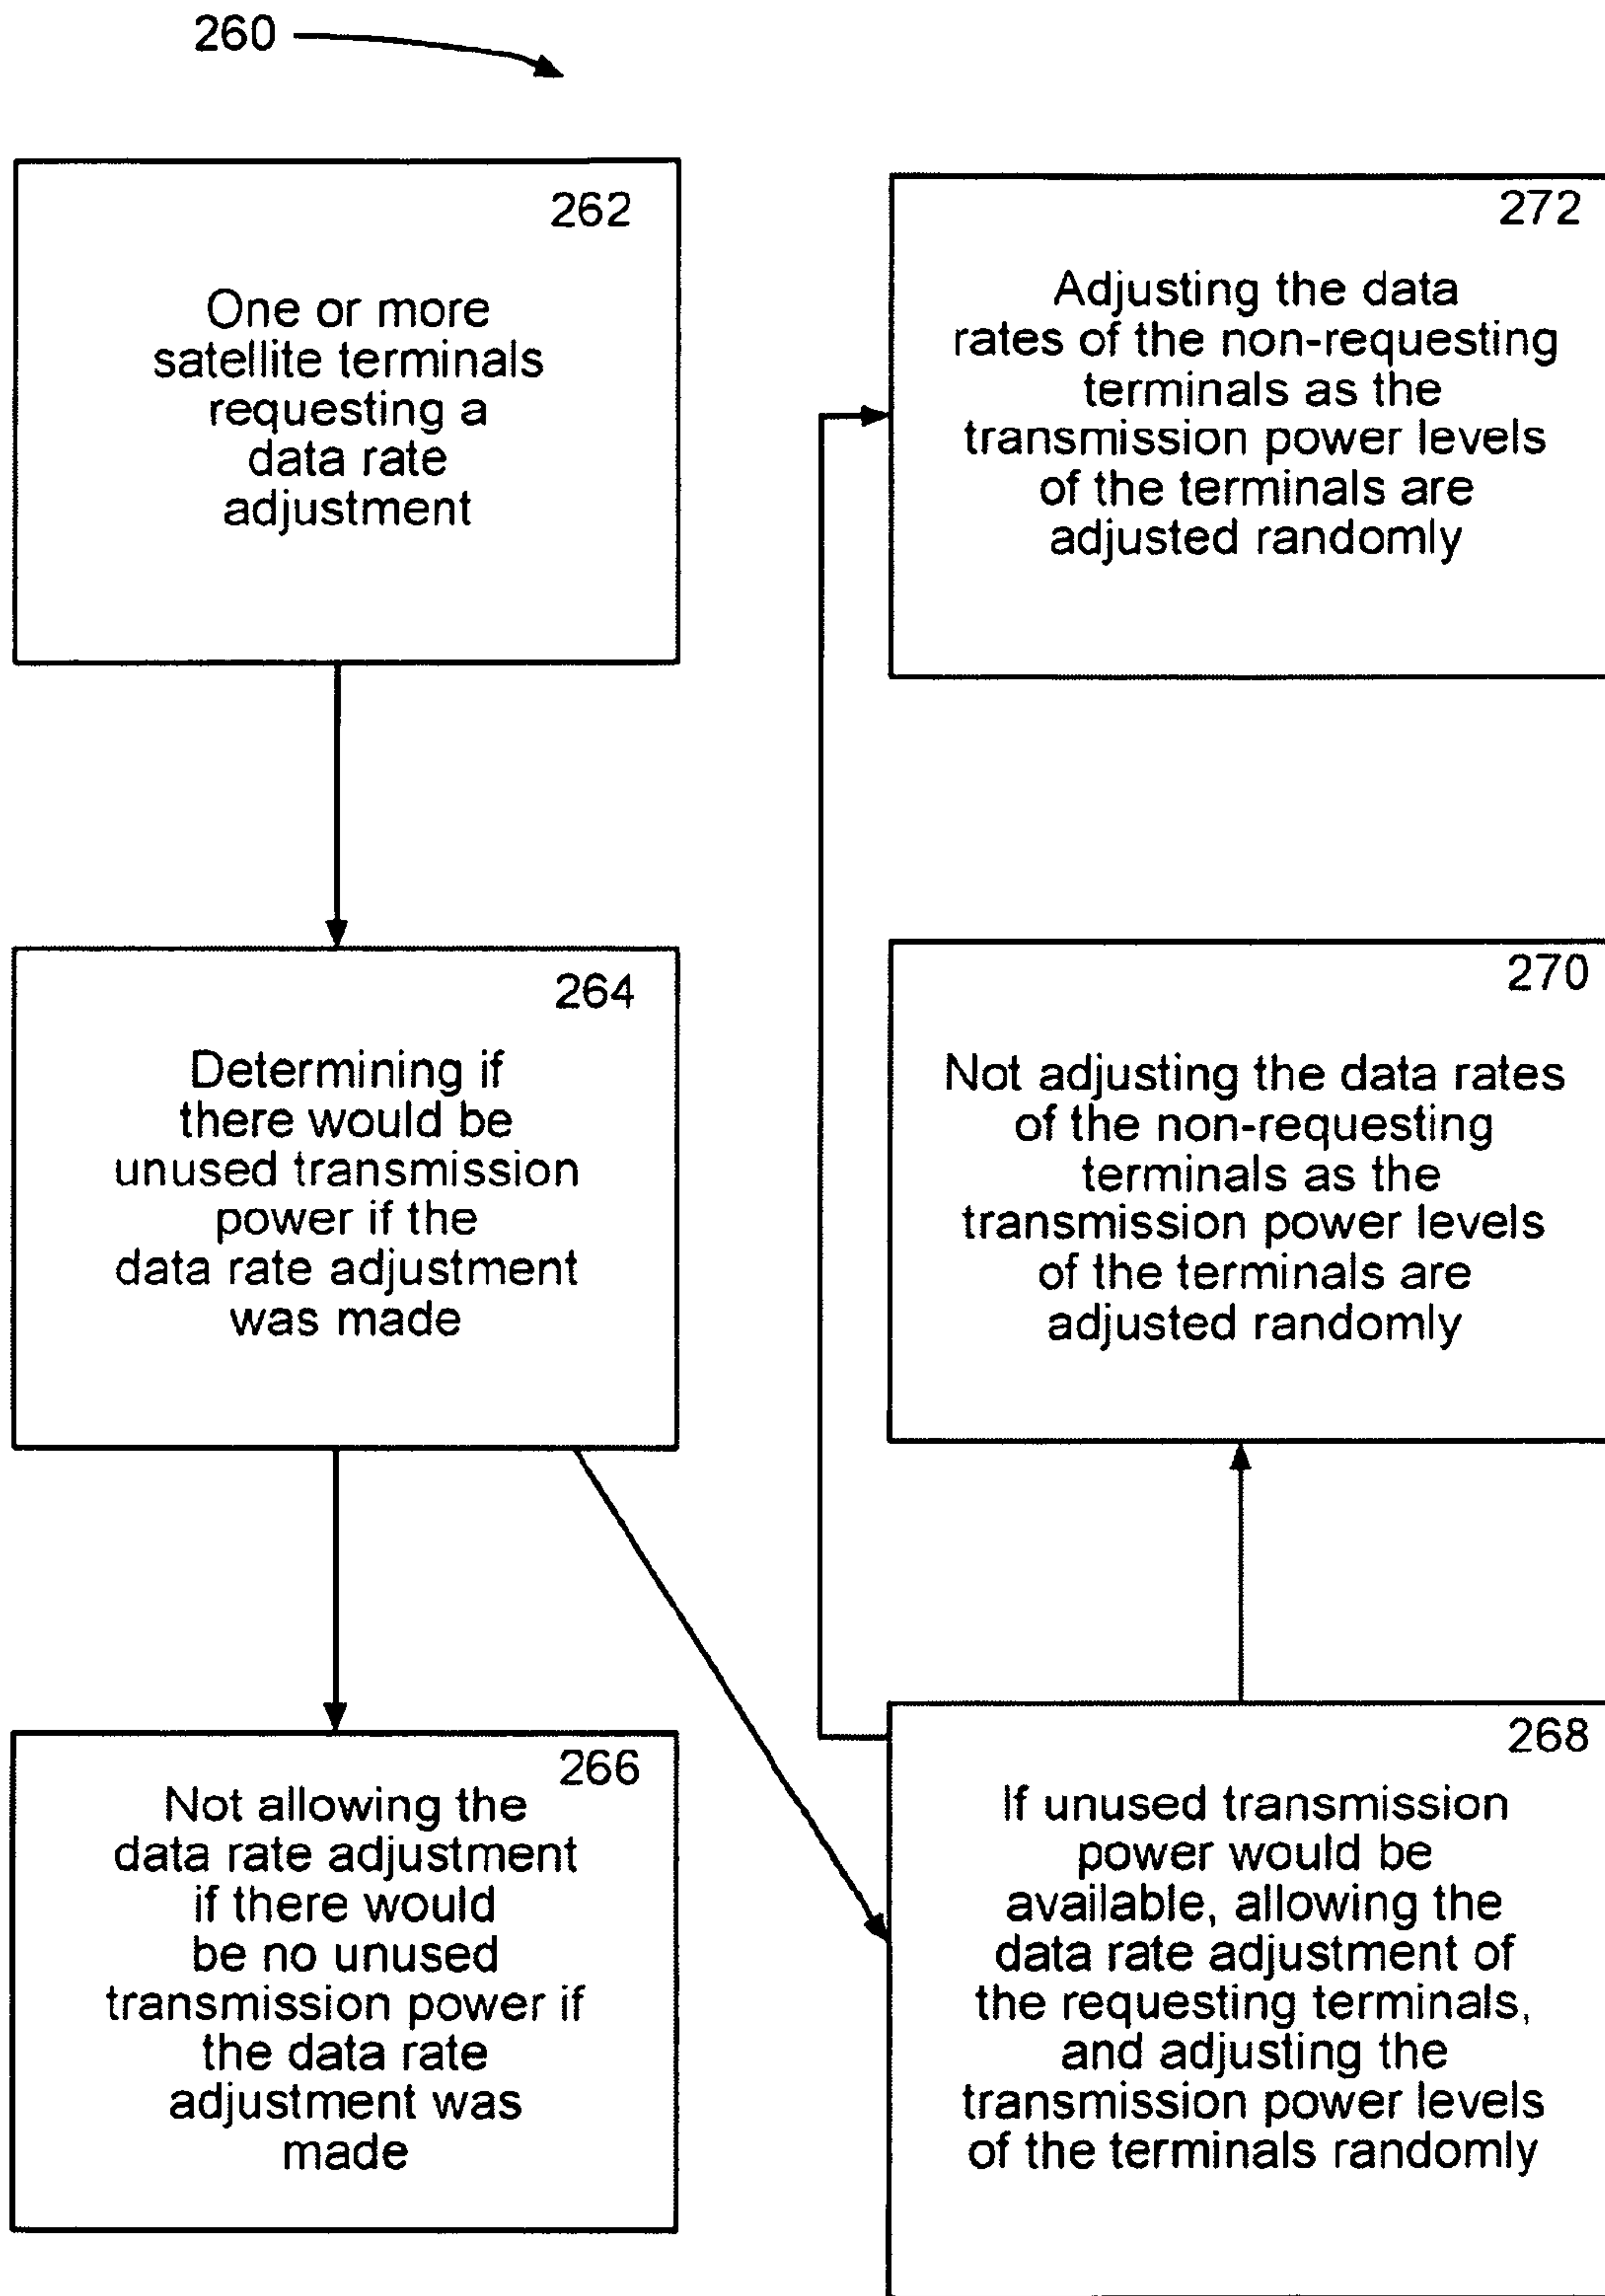 260
262
One or more
satellite terminals
requesting a
data rate
adjustment
264
Determining if
there would be
unused transmission
power if the
data rate adjustment
was made
266
Not allowing the
data rate adjustment
if there would
be no unused
transmission power if
the data rate
adjustment was
made
268
If unused transmission
power would be
available, allowing the
data rate adjustment of
the requesting terminals,
and adjusting the
transmission power levels
of the terminals randomly
270
Not adjusting the data rates
of the non-requesting
terminals as the
transmission power levels
of the terminals are
adjusted randomly
272
Adjusting the data
rates of the non-requesting
terminals as the
transmission power levels
of the terminals are
adjusted randomly